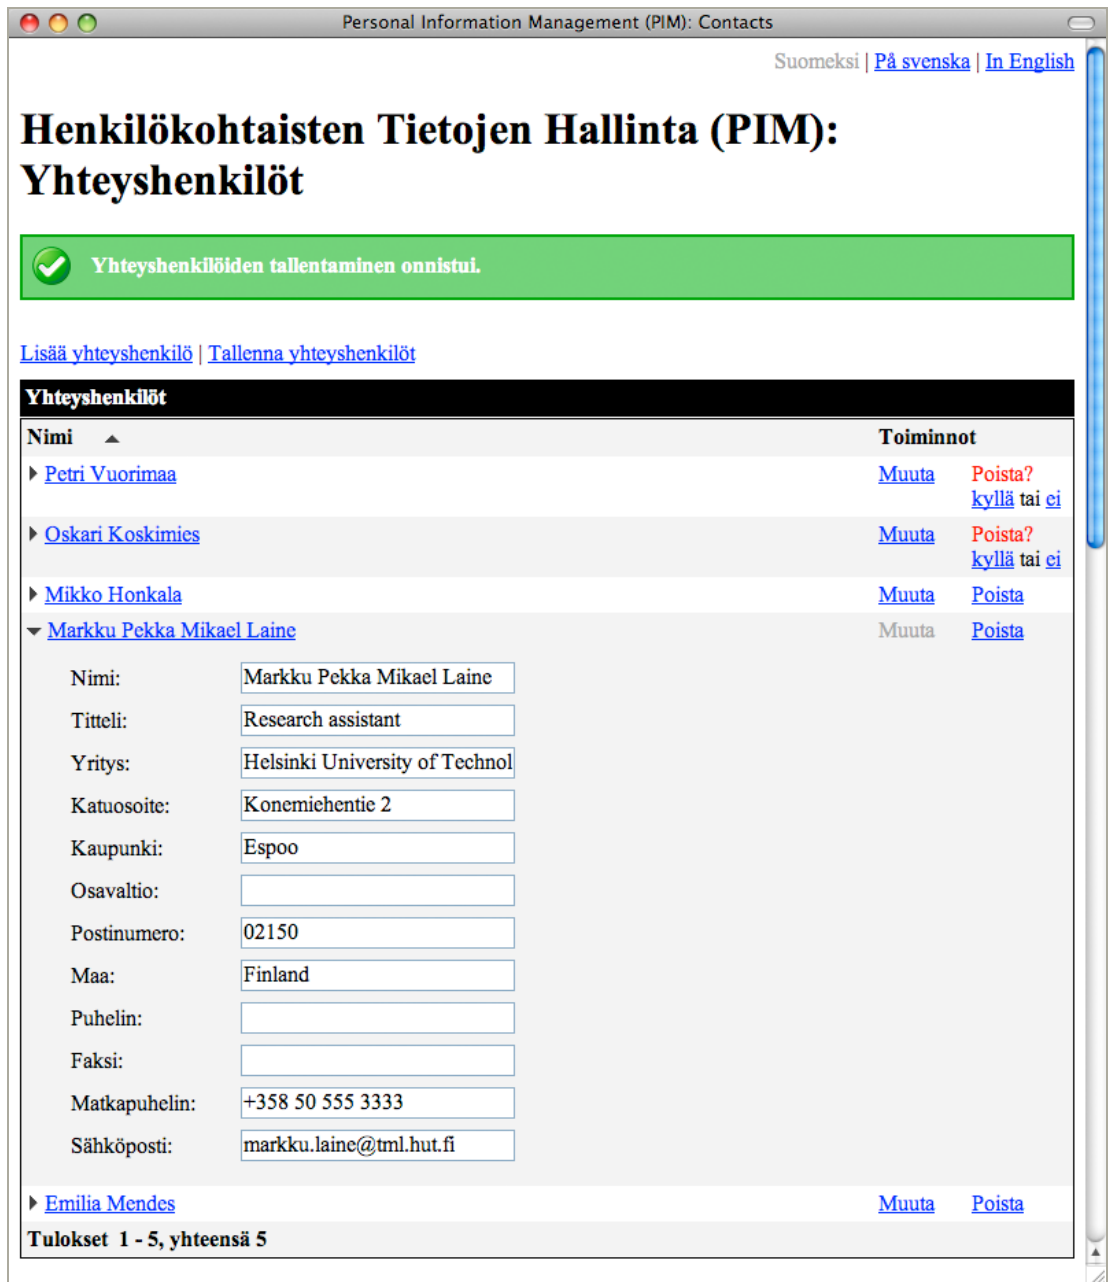 Personal Information Management (PIM): Contacts
Suomeksi | På svenska | In English
Henkilökohtaisten Tietojen Hallinta (PIM):
Yhteyshenkilöt
Yhteyshenkilöiden tallentaminen onnistui.
Lisää yhteyshenkilö | Tallenna yhteyshenkilöt
Yhteyshenkilöt
Nimi Toiminnot
Petri Vuorimaa Muuta Poista?
kyllä tai ei
Oskari Koskimies Muuta Poista?
kyllä tai ei
Mikko Honkala Muuta Poista
Markku Pekka Mikael Laine Muuta Poista
Nimi: Markku Pekka Mikael Laine
Titteli: Research assistant
Yritys: Helsinki University of Technol
Katuosoite: Konemiehentie 2
Kaupunki: Espoo
Osavaltio:
Postinumero: 02150
Maa: Finland
Puhelin:
Faksi:
Matkapuhelin: +358 50 555 3333
Sähköposti: markku.laine@tml.hut.fi
Emilia Mendes Muuta Poista
Tulokset 1 - 5, yhteensä 5